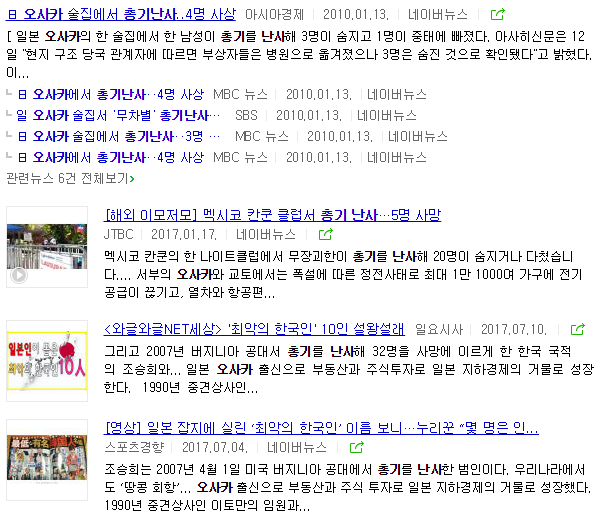 日 오사카 술집에서 총기난사..4명 사상 아시아경제 2010.01.13. 네이버뉴스
[ 일본 오사카의 한 술집에서 한 남성이 총기를 난사해 3명이 숨지고 1명이 중태에 빠졌다. 아사히신문은 12
일 "현지 구조 당국 관계자에 따르면 부상자들은 병원으로 옮겨졌으나 3명은 숨진 것으로 확인됐다"고 밝혔다.
이...
日 오사카에서 총기난사…4명 사상 MBC 뉴스 2010.01.13. 네이버뉴스
일 오사카 술집서 '무차별' 총기난사… SBS 2010.01.13. 네이버뉴스
日 오사카 술집에서 총기난사…3명 … MBC 뉴스 2010.01.13. 네이버뉴스
日 오사카에서 총기난사…4명 사상 MBC 뉴스 2010.01.13. 네이버뉴스
관련뉴스 6건 전체보기>
[해외 이모저모] 멕시코 칸쿤 클럽서 총기 난사…5명 사망
JTBC 2017.01.17. 네이버뉴스
멕시코 칸쿤의 한 나이트클럽에서 무장괴한이 총기를 난사해 20명이 숨지거나 다쳤습니
다.... 서부의 오사카와 교토에서는 폭설에 따른 정전사태로 최대 1만 1000여 가구에 전기
공급이 끊기고, 열차와 항공편...
<와글와글NET세상> '최악의 한국인' 10인 설왕설래 일요시사 2017.07.10.
그리고 2007년 버지니아 공대서 총기를 난사해 32명을 사망에 이르게 한 한국 국적
의 조승희와... 일본 오사카 출신으로 부동산과 주식투자로 일본 지하경제의 거물로 성장
한다. 1990년 중견상사인...
일본인이 뽑은
최악의 한국인 10人
[영상] 일본 잡지에 실린 '최악의 한국인' 이름 보니…누리꾼 "몇 명은 인...
스포츠경향 2017.07.04. 네이버뉴스
조승희는 2007년 4월 1일 미국 버지니아 공대에서 총기를 난사한 범인이다. 우리나라에서
도 '땅콩 회항'... 오사카 출신으로 부동산과 주식 투자로 일본 지하경제의 거물로 성장했다.
1990년 중견상사인 이토만의 임원과...